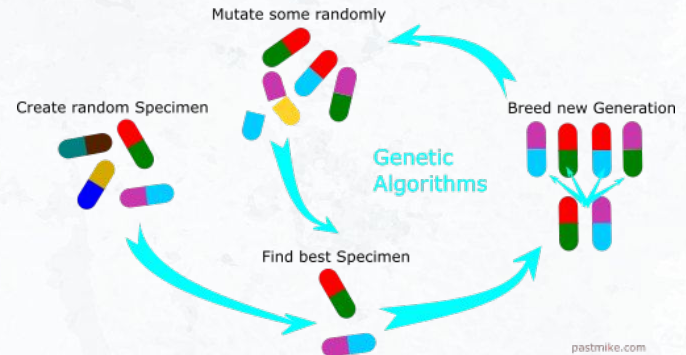 Mutate some randomly
Create random Specimen
Breed new Generation
Genetic
Algorithms
Find best Specimen
pastmike.com